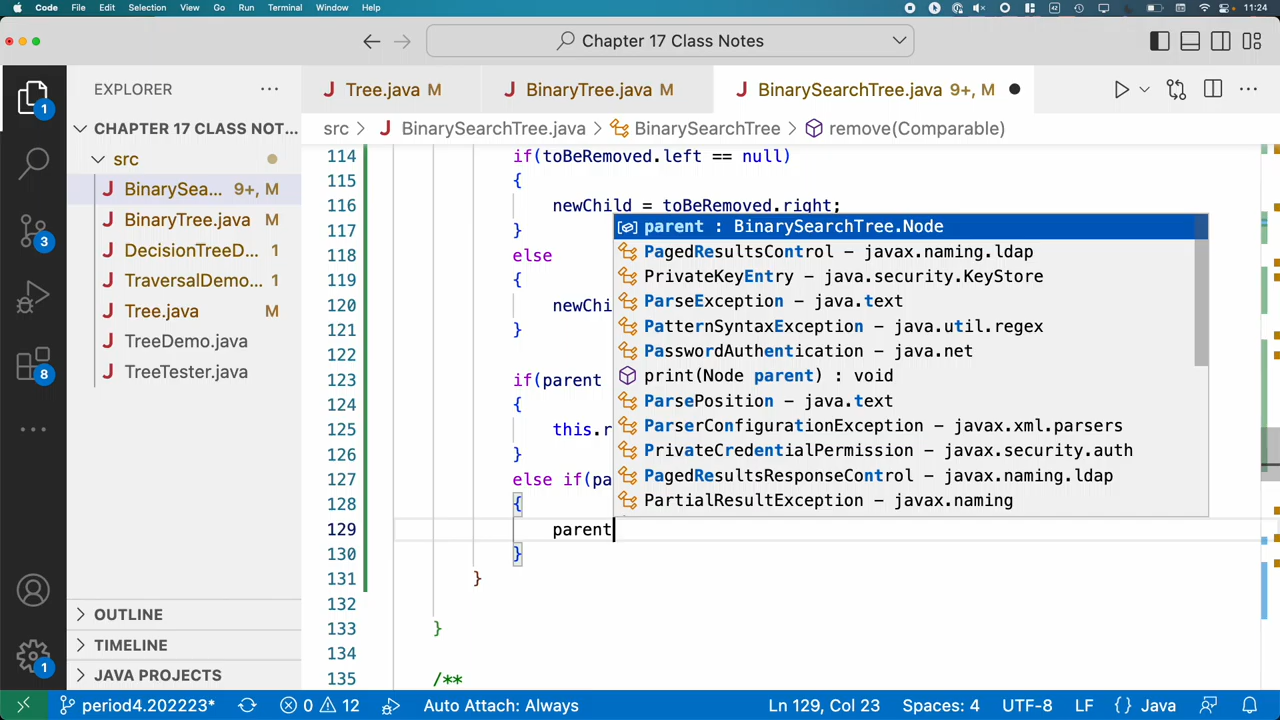 Code File Edit Selection View Go Run Terminal Window Help 11:24
Chapter 17 Class Notes
EXPLORER
Tree.java M
BinaryTree.java M
BinarySearchTree.java 9+, M
CHAPTER 17 CLASS NOT...
src
BinarySea... 9+, M
BinaryTree.java M
DecisionTreeD... 1
TraversalDemo... 1
Tree.java M
TreeDemo.java
TreeTester.java
OUTLINE
TIMELINE
JAVA PROJECTS
1
3
8
1
src > BinarySearchTree.java > BinarySearchTree > remove(Comparable)
114 if(toBeRemoved.left == null)
115 {
116 newChild = toBeRemoved.right;
117 }
118 else
119 {
120 newChi
121 }
122
123 if(parent
124 {
125 this.r
126 }
127 else if(pa
128 {
129 parent
130 }
131 }
132
133 }
134
135 /**
parent : BinarySearchTree.Node
PagedResultsControl – javax.naming.ldap
PrivateKeyEntry – java.security.KeyStore
ParseException – java.text
PatternSyntaxException – java.util.regex
PasswordAuthentication – java.net
print(Node parent) : void
ParsePosition – java.text
ParserConfigurationException – javax.xml.parsers
PrivateCredentialPermission – javax.security.auth
PagedResultsResponseControl – javax.naming.ldap
PartialResultException – javax.naming
period4.202223* 0 12 Auto Attach: Always Ln 129, Col 23 Spaces: 4 UTF-8 LF {} Java